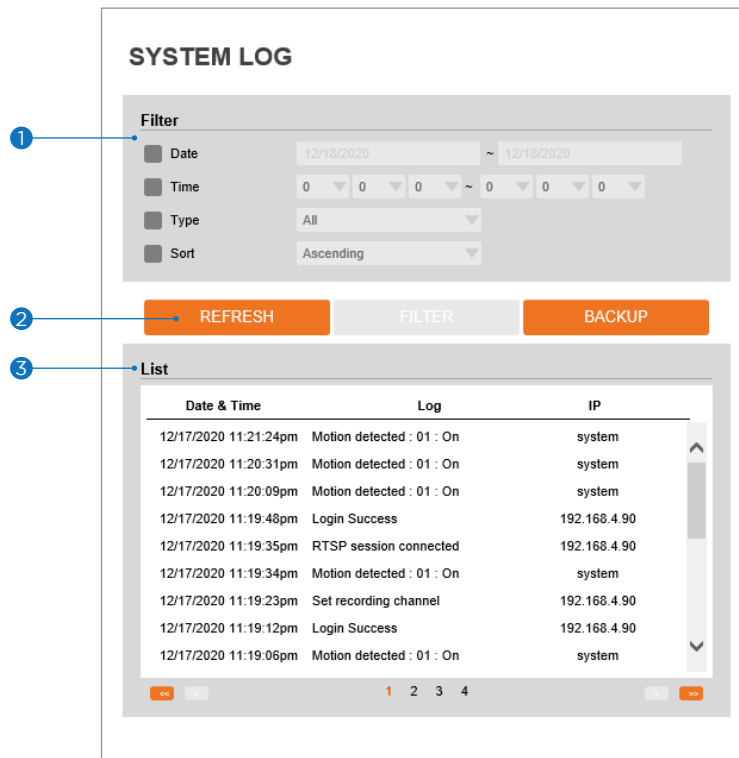 SYSTEM LOG
Filter
1
Date 12/18/2020 ~ 12/18/2020
Time 0 0 0 ~ 0 0 0
Type All
Sort Ascending
2 REFRESH FILTER BACKUP
3 List
Date & Time Log IP
12/17/2020 11:21:24pm Motion detected : 01 : On system
12/17/2020 11:20:31pm Motion detected : 01 : On system
12/17/2020 11:20:09pm Motion detected : 01 : On system
12/17/2020 11:19:48pm Login Success 192.168.4.90
12/17/2020 11:19:35pm RTSP session connected 192.168.4.90
12/17/2020 11:19:34pm Motion detected : 01 : On system
12/17/2020 11:19:23pm Set recording channel 192.168.4.90
12/17/2020 11:19:12pm Login Success 192.168.4.90
12/17/2020 11:19:06pm Motion detected : 01 : On system
<< 1 2 3 4 >>